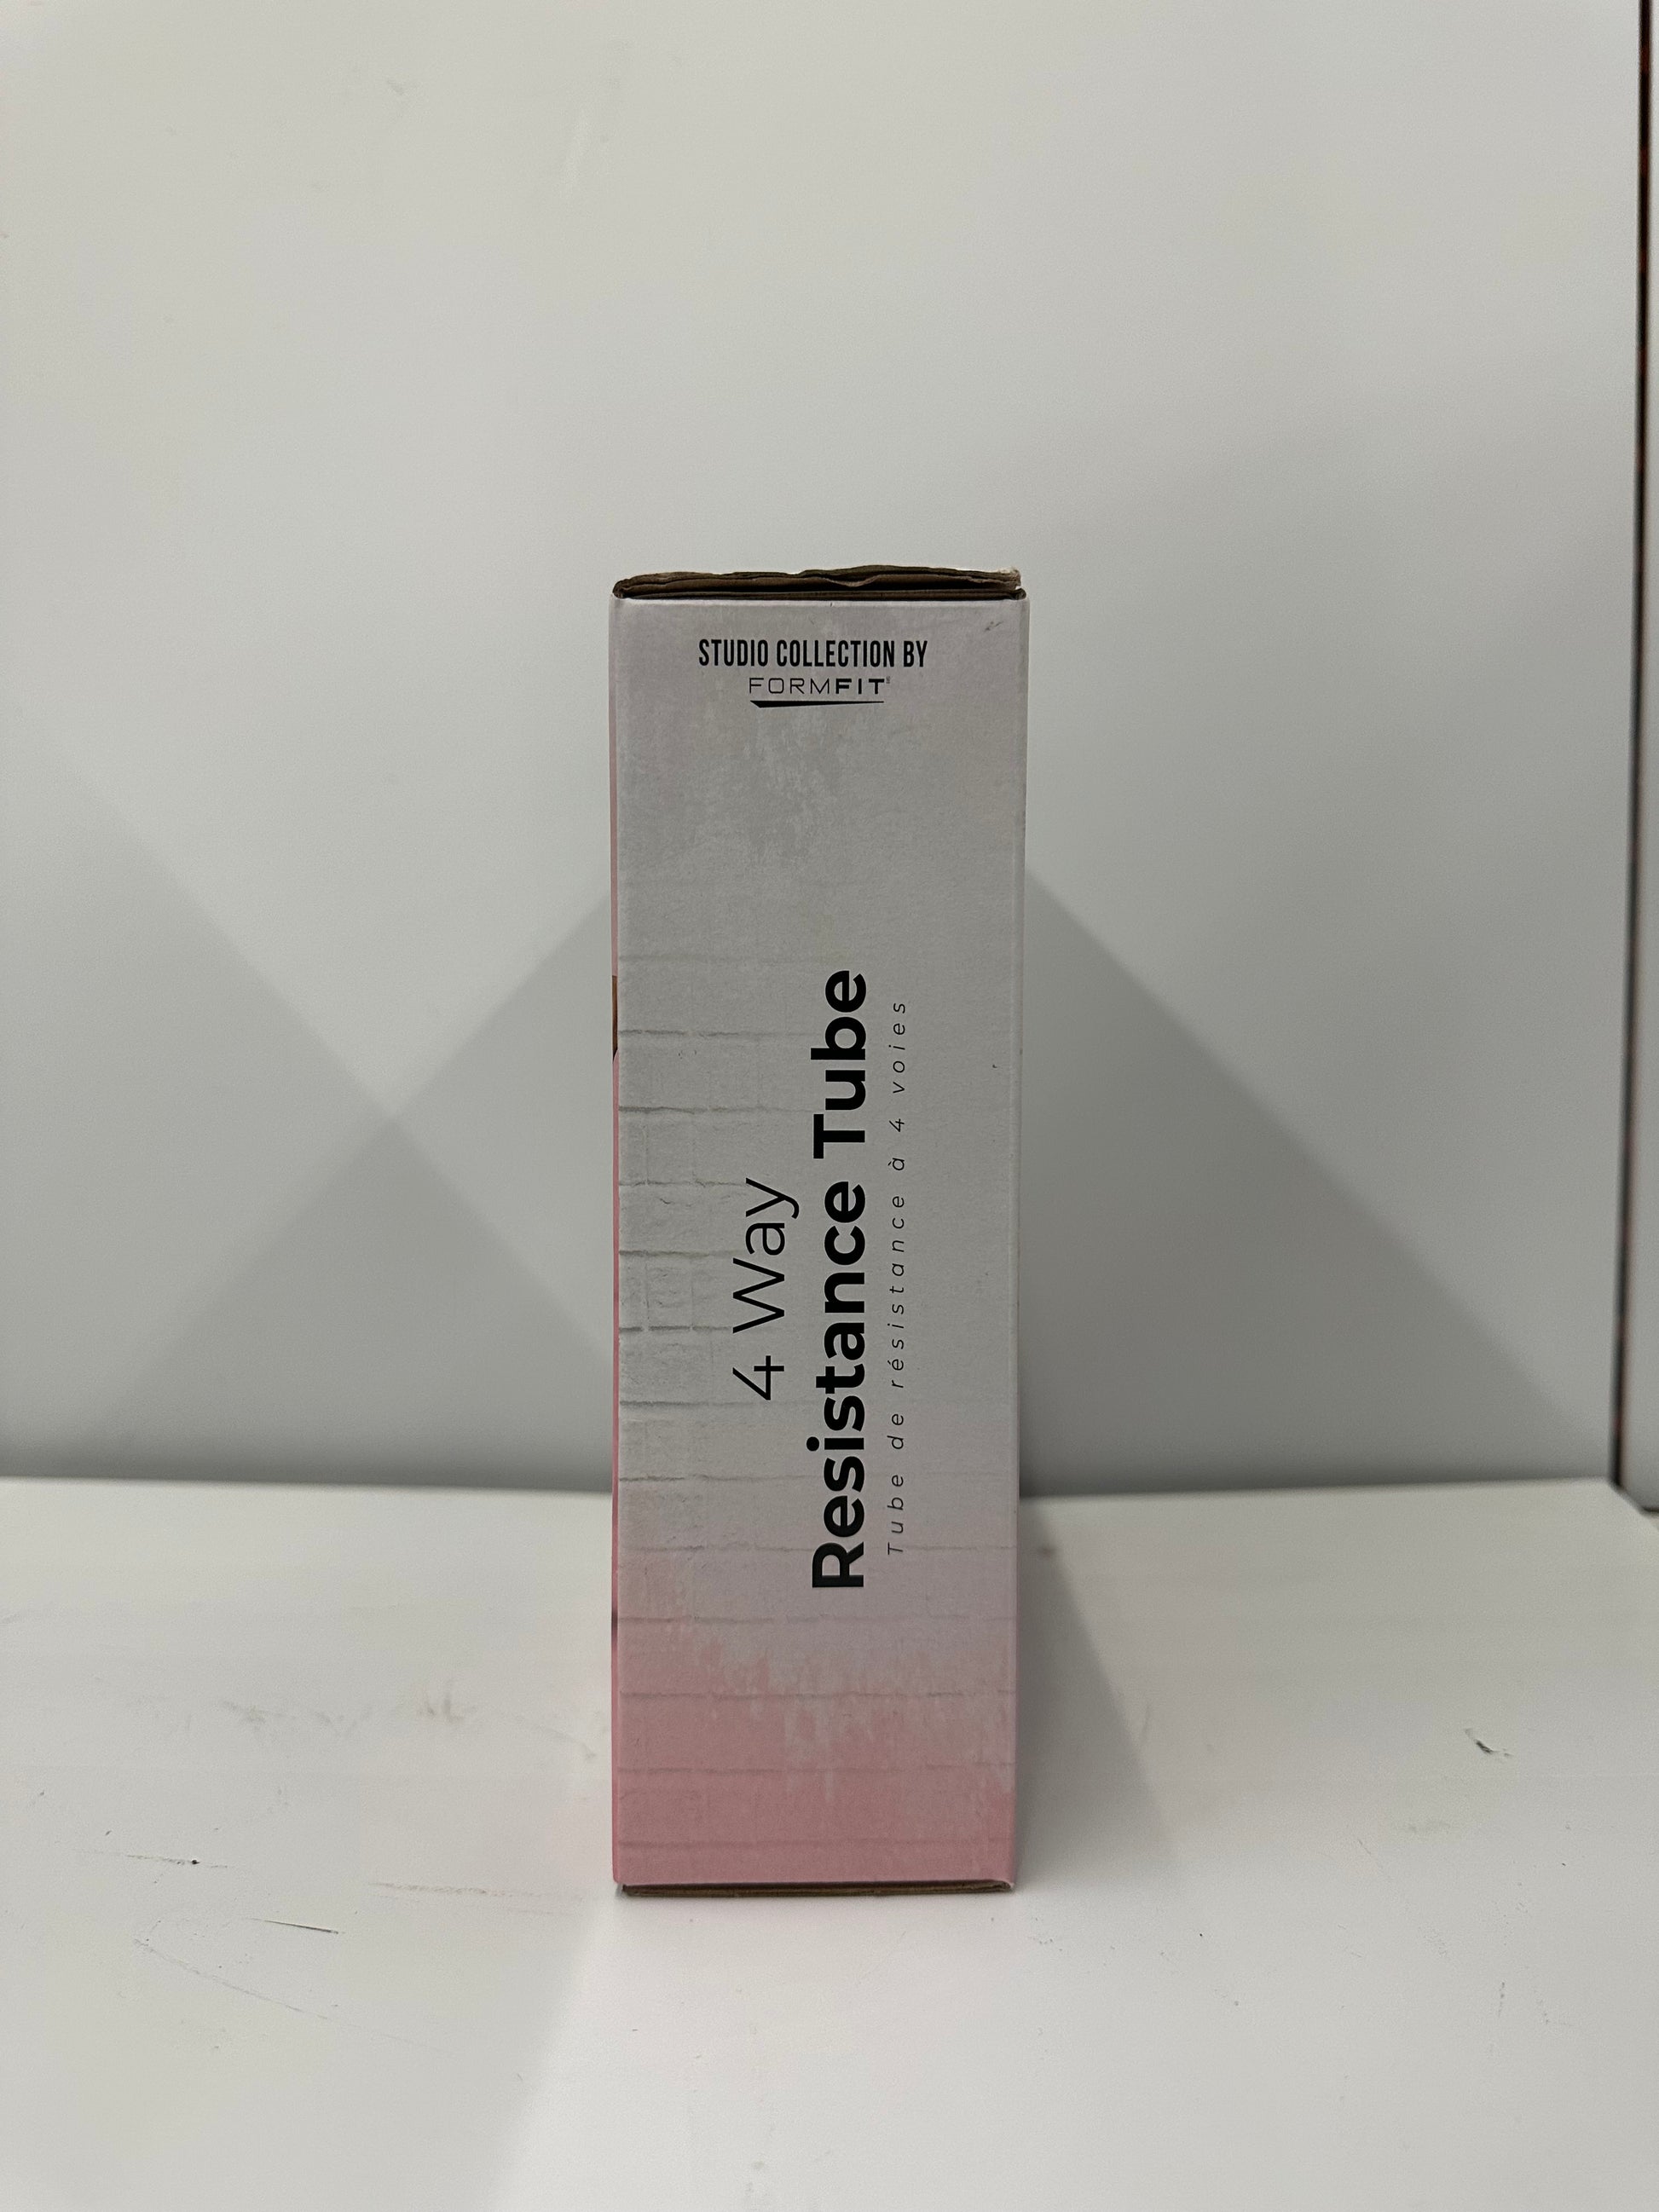 STUDIO COLLECTION BY
FORMFIT
4 Way
Resistance Tube
Tube de résistance à 4 voies